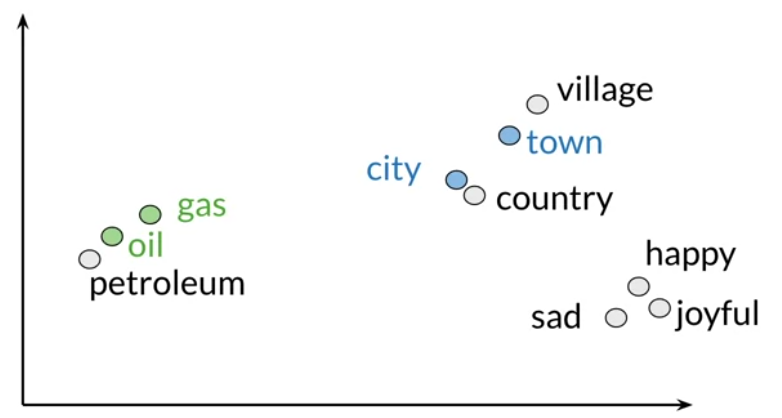 village
town
city
country
gas
oil
petroleum
happy
sad
joyful